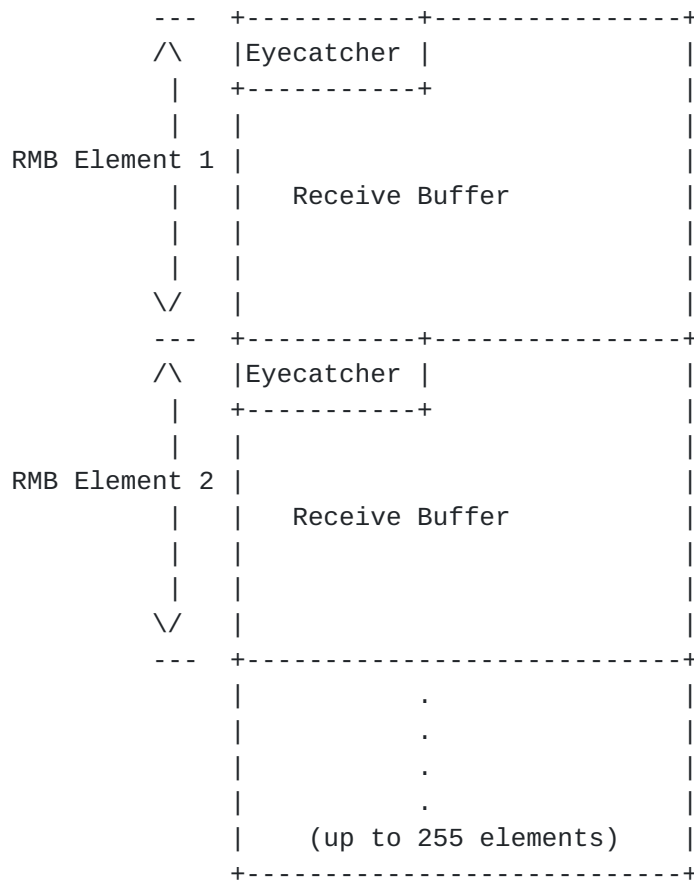 Eyecatcher
RMB Element 1
Receive Buffer
Eyecatcher
RMB Element 2
Receive Buffer
.
.
.
.
(up to 255 elements)